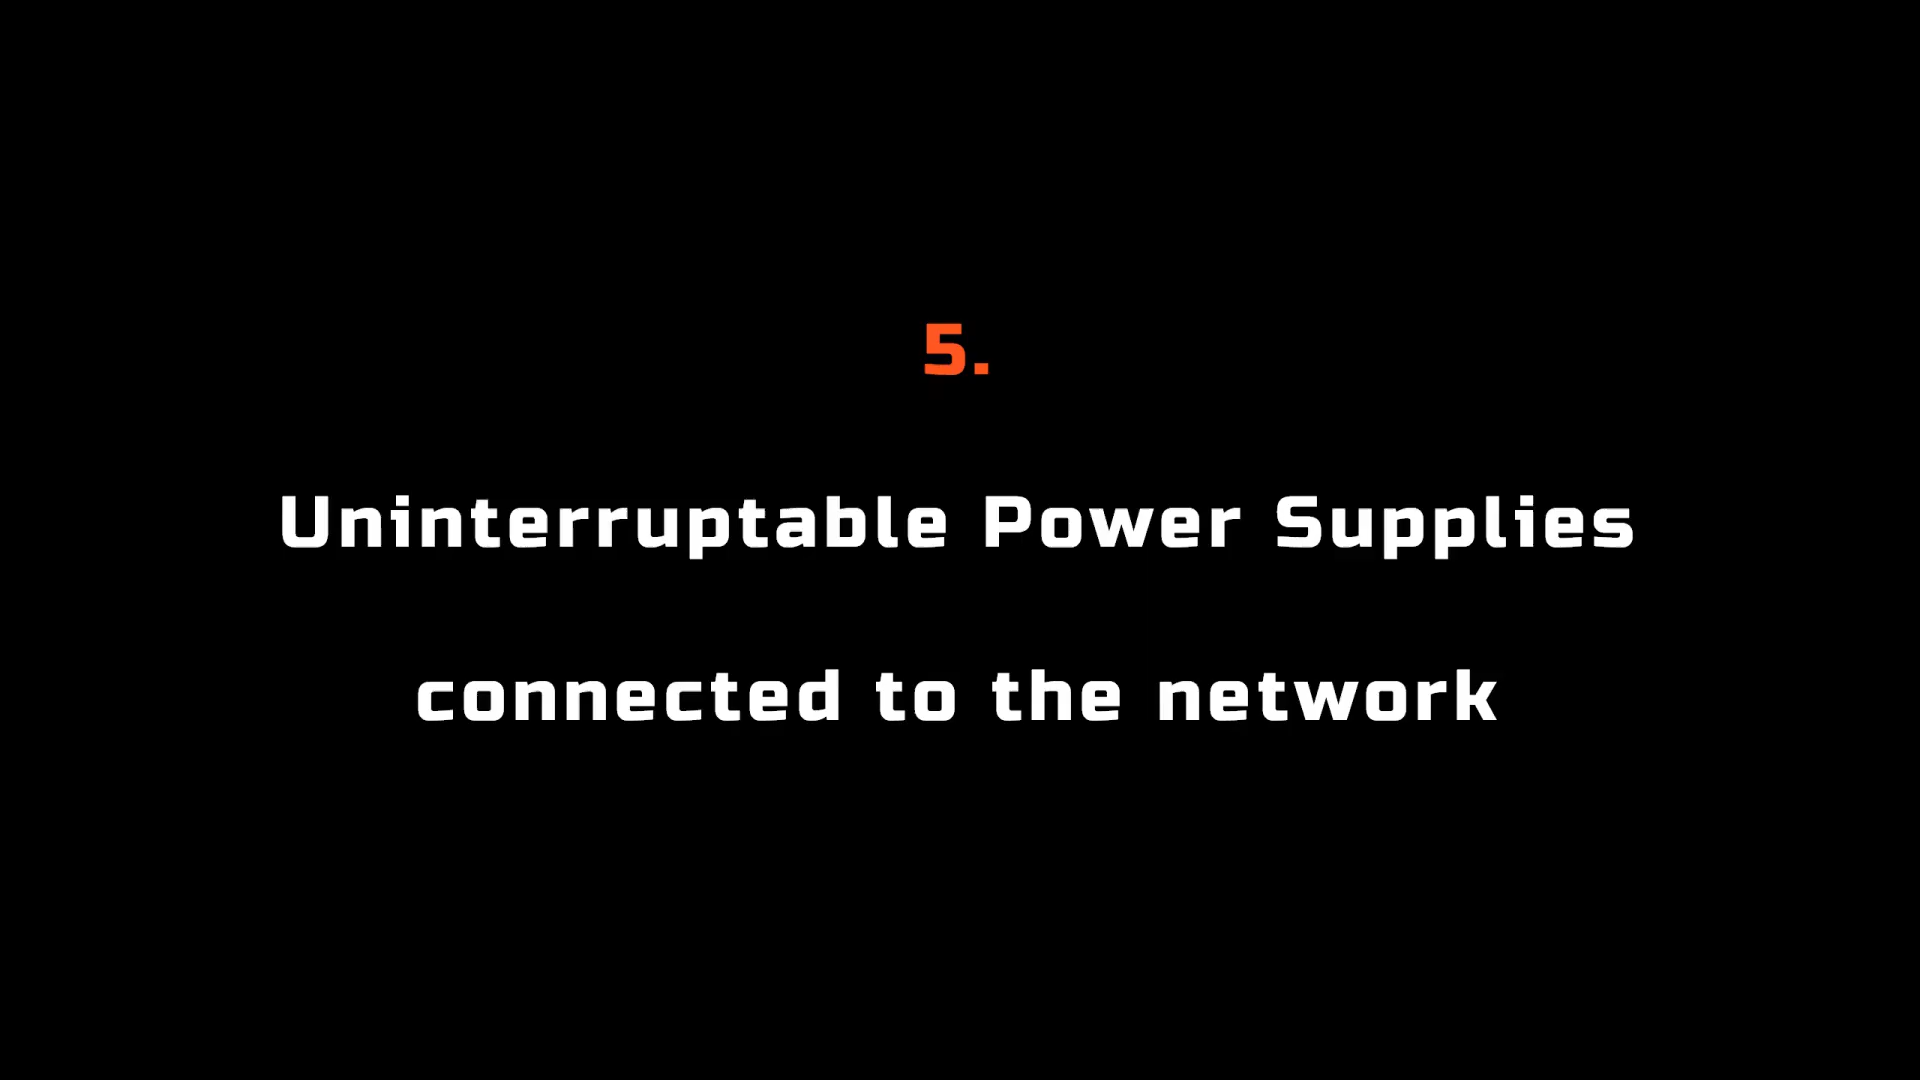 5.
Uninterruptable Power Supplies
connected to the network